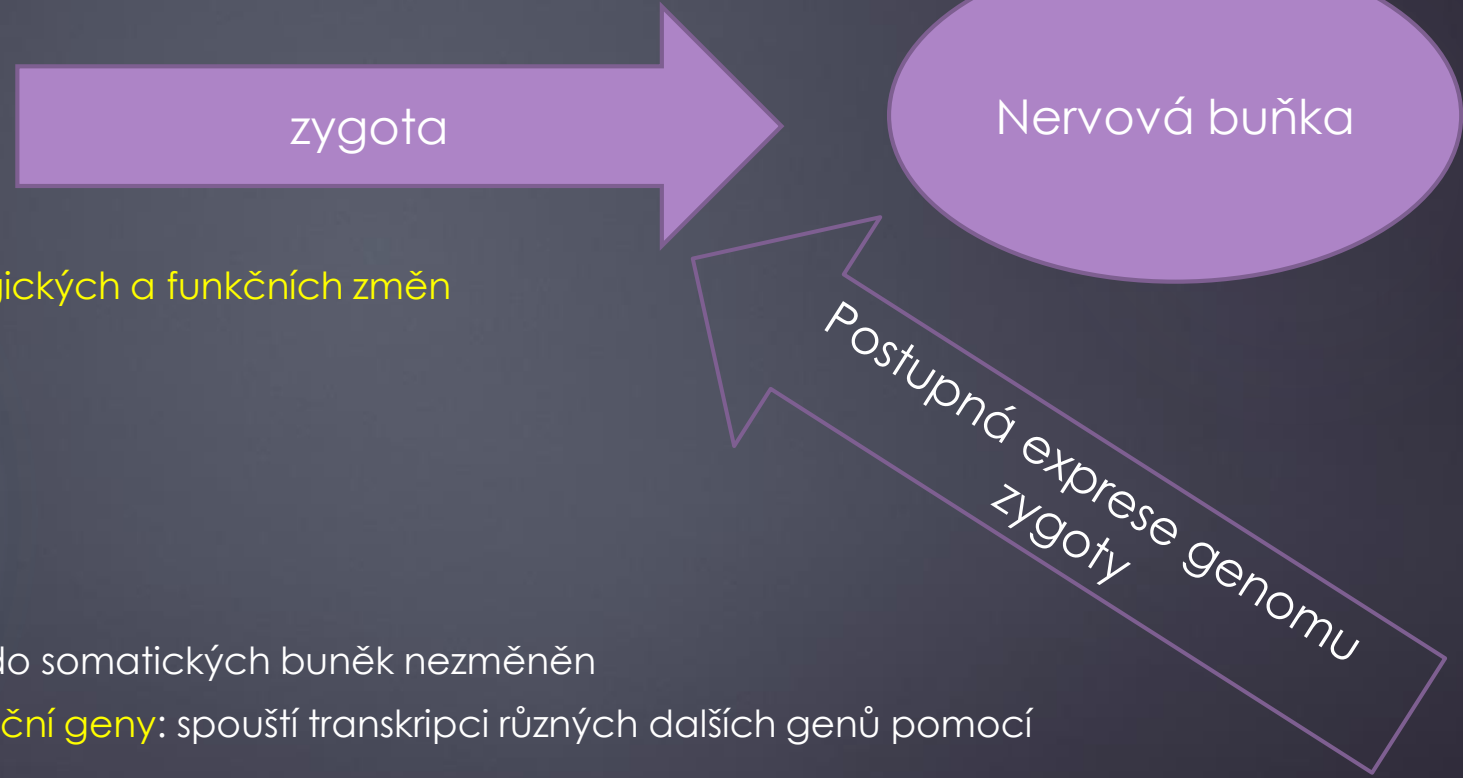 zygota
Nervová buňka
gických a funkčních změn
Postupná exprese genomu
zygoty
do somatických buněk nezměněn
ční geny: spouští transkripci různých dalších genů pomocí